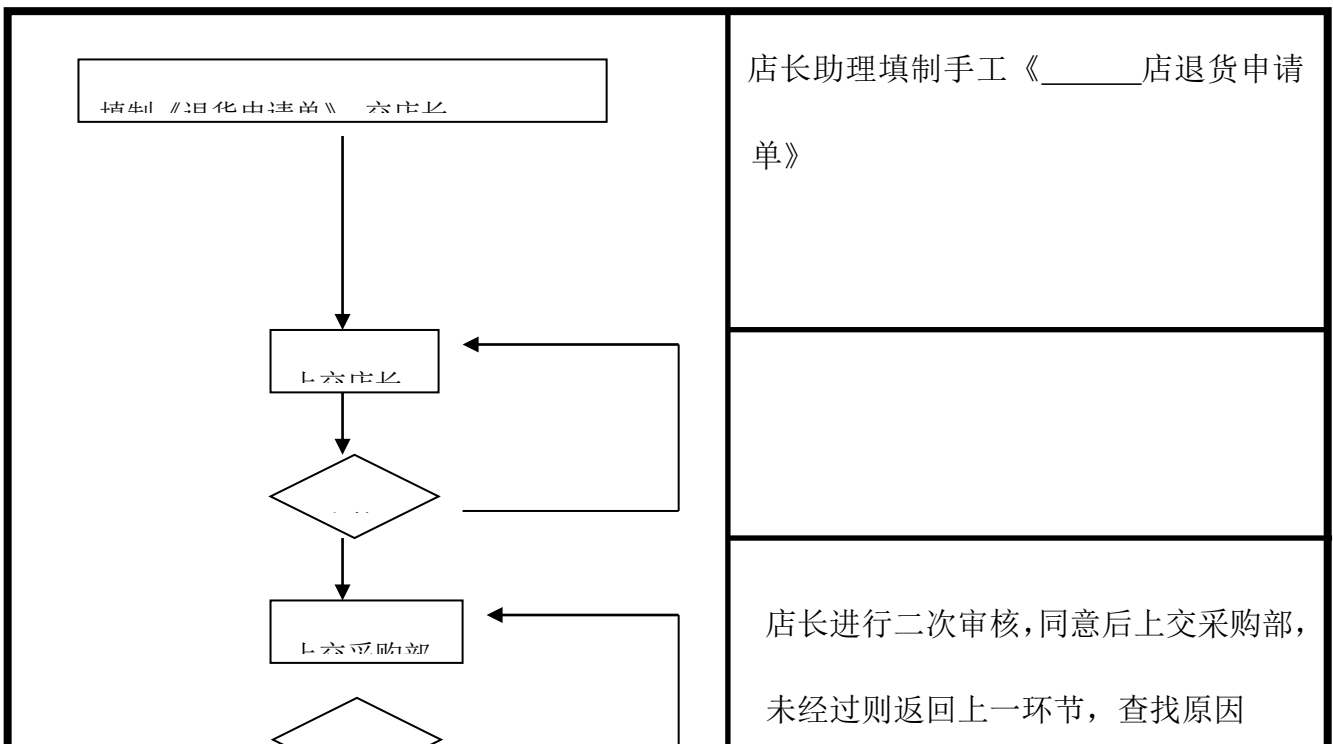 填制《退货申请单》 交店长
店长助理填制手工《______店退货申请
单》
上交店长
上交采购部
店长进行二次审核，同意后上交采购部，
未经过则返回上一环节，查找原因